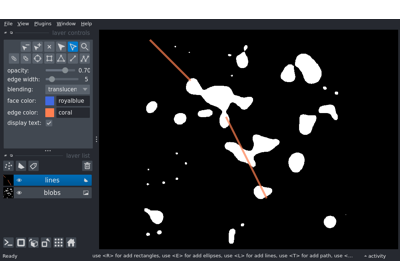 File View Plugins Window Help
layer controls
opacity: 0.70
edge width: 5
blending: translucen
face color: royalblue
edge color: coral
display text:
layer list
lines
blobs
Ready
use <R> for add rectangles, use <E> for add ellipses, use <L> for add lines, use <T> for add path, use <...
activity